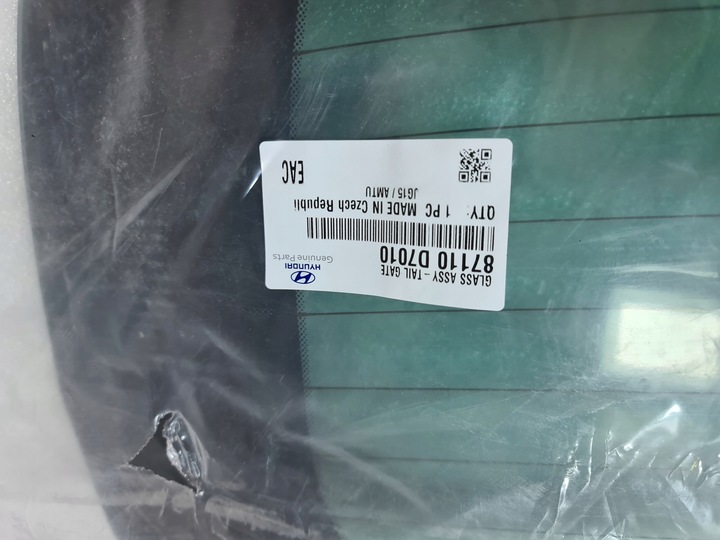 GLASS ASSY - TAIL GATE
87110 D7010
HYUNDAI
Genuine Parts
QTY: 1 PC MADE IN Czech Republi
JG15 / AMTU
EAC